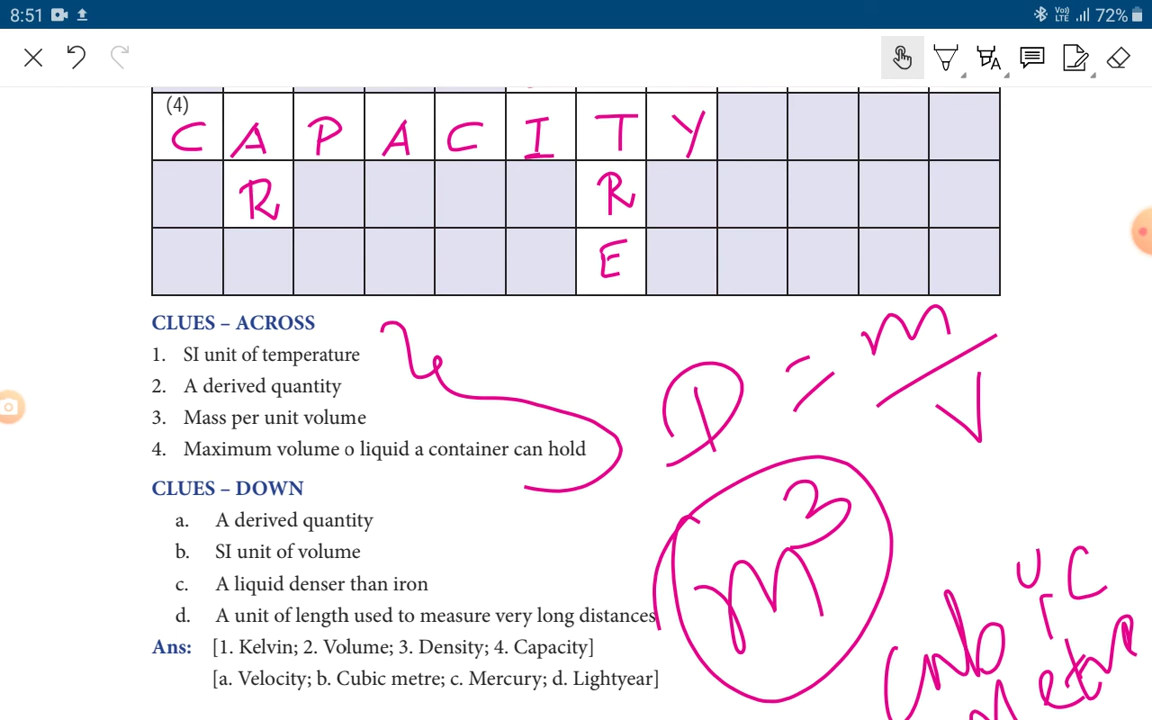 8:51 72%
(4)
C A P A C I T Y
R R
E
CLUES – ACROSS
1. SI unit of temperature
2. A derived quantity
3. Mass per unit volume
4. Maximum volume o liquid a container can hold
D = m/V
CLUES – DOWN
a. A derived quantity
b. SI unit of volume
c. A liquid denser than iron
d. A unit of length used to measure very long distances
m³
Ans: [1. Kelvin; 2. Volume; 3. Density; 4. Capacity]
[a. Velocity; b. Cubic metre; c. Mercury; d. Lightyear]